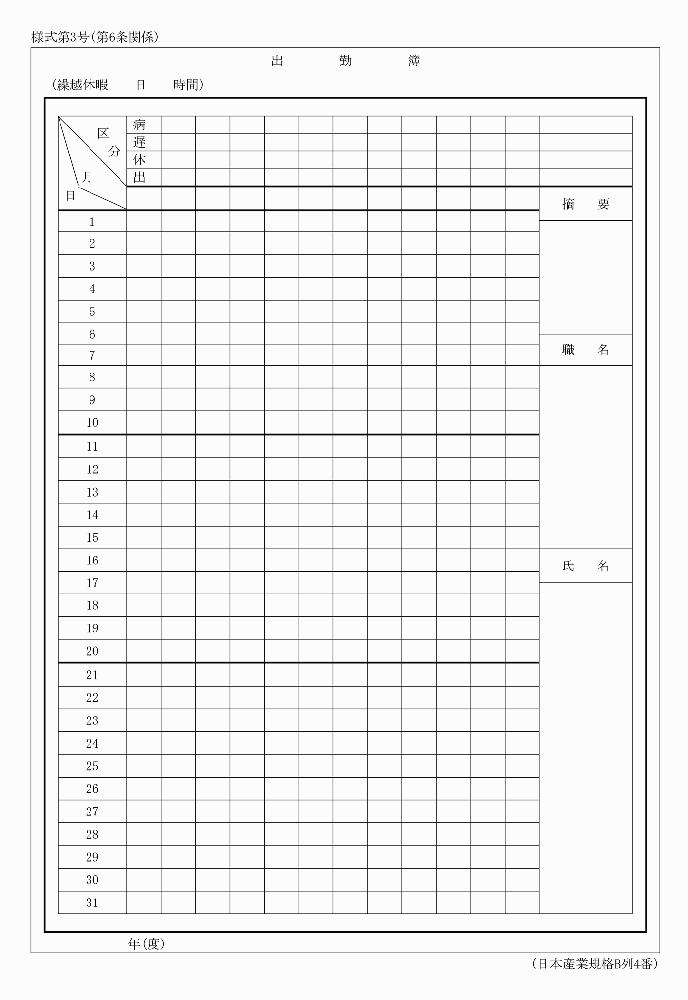 様式第3号(第6条関係)
出 勤 簿
(繰越休暇 日 時間)
区分
月
日
病
遅
休
出
摘 要
1
2
3
4
5
6
7
職 名
8
9
10
11
12
13
14
15
16
氏 名
17
18
19
20
21
22
23
24
25
26
27
28
29
30
31
年(度)
(日本産業規格B列4番)